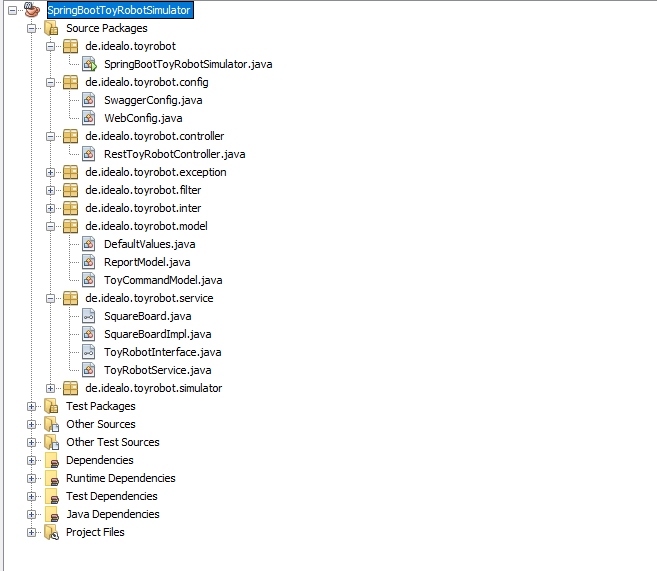 SpringBootToyRobotSimulator
Source Packages
de.idealo.toyrobot
SpringBootToyRobotSimulator.java
de.idealo.toyrobot.config
SwaggerConfig.java
WebConfig.java
de.idealo.toyrobot.controller
RestToyRobotController.java
de.idealo.toyrobot.exception
de.idealo.toyrobot.filter
de.idealo.toyrobot.inter
de.idealo.toyrobot.model
DefaultValues.java
ReportModel.java
ToyCommandModel.java
de.idealo.toyrobot.service
SquareBoard.java
SquareBoardImpl.java
ToyRobotInterface.java
ToyRobotService.java
de.idealo.toyrobot.simulator
Test Packages
Other Sources
Other Test Sources
Dependencies
Runtime Dependencies
Test Dependencies
Java Dependencies
Project Files